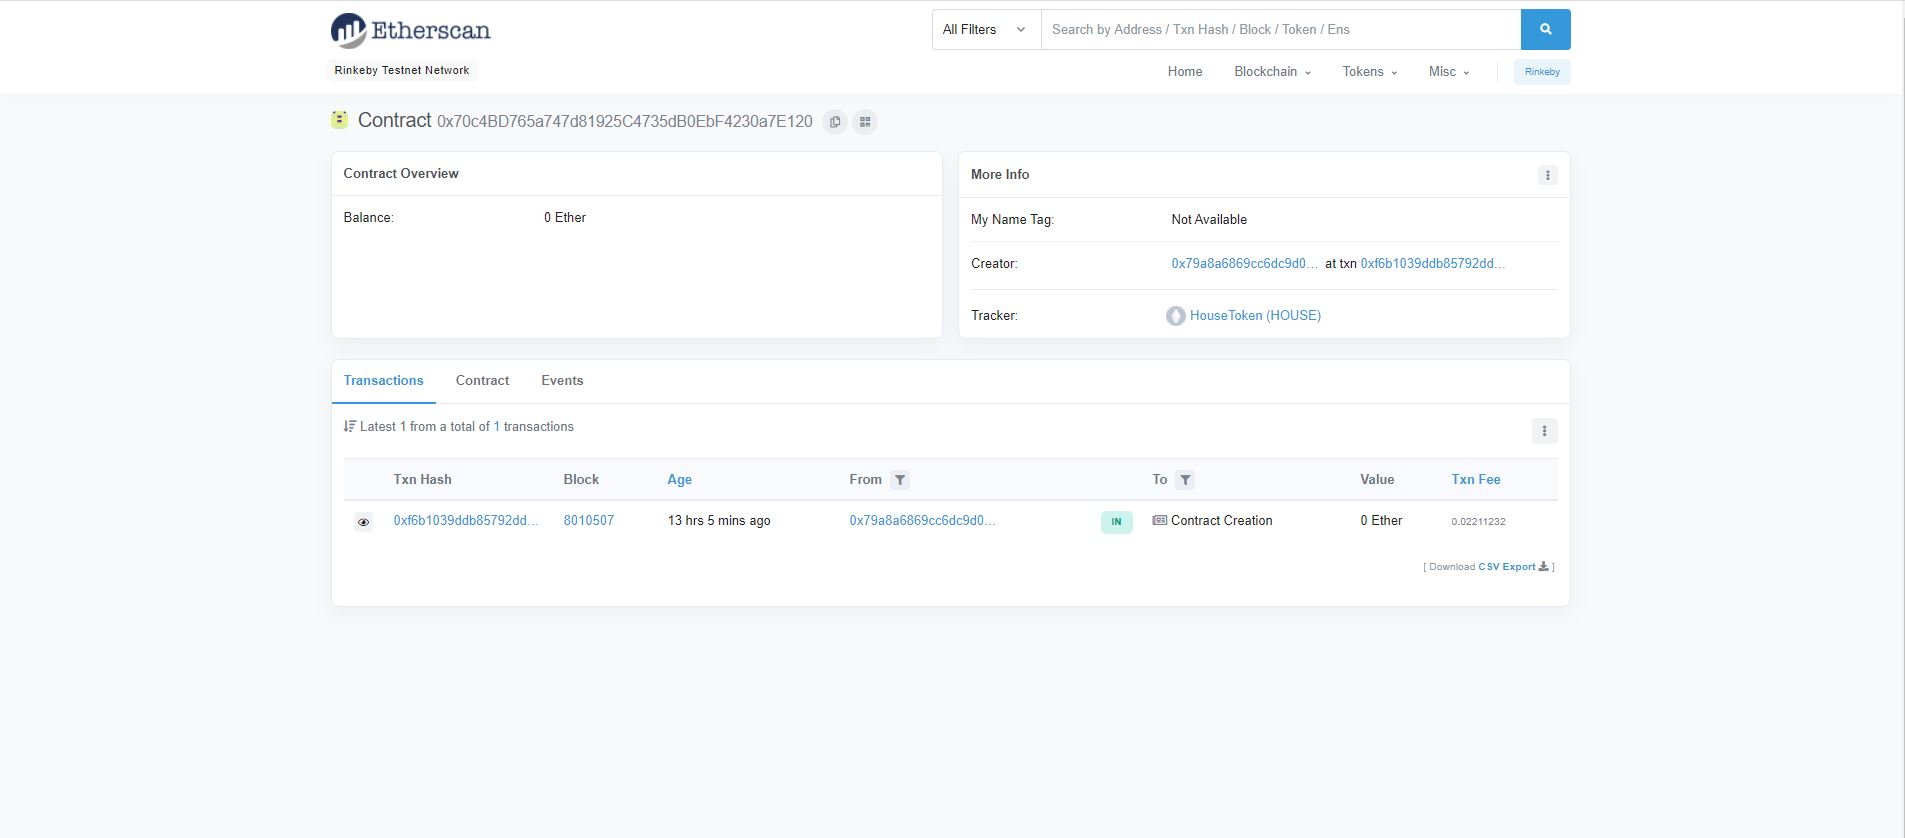 Etherscan
All Filters Search by Address / Txn Hash / Block / Token / Ens
Rinkeby Testnet Network
Home Blockchain Tokens Misc Rinkeby
Contract 0x70c4BD765a747d81925C4735dB0EbF4230a7E120
Contract Overview
Balance: 0 Ether
More Info
My Name Tag: Not Available
Creator: 0x79a8a6869cc6dc9d0... at txn 0xf6b1039ddb85792dd...
Tracker: HouseToken (HOUSE)
Transactions Contract Events
Latest 1 from a total of 1 transactions
Txn Hash Block Age From To Value Txn Fee
0xf6b1039ddb85792dd... 8010507 13 hrs 5 mins ago 0x79a8a6869cc6dc9d0... IN Contract Creation 0 Ether 0.02211232
[ Download CSV Export ]